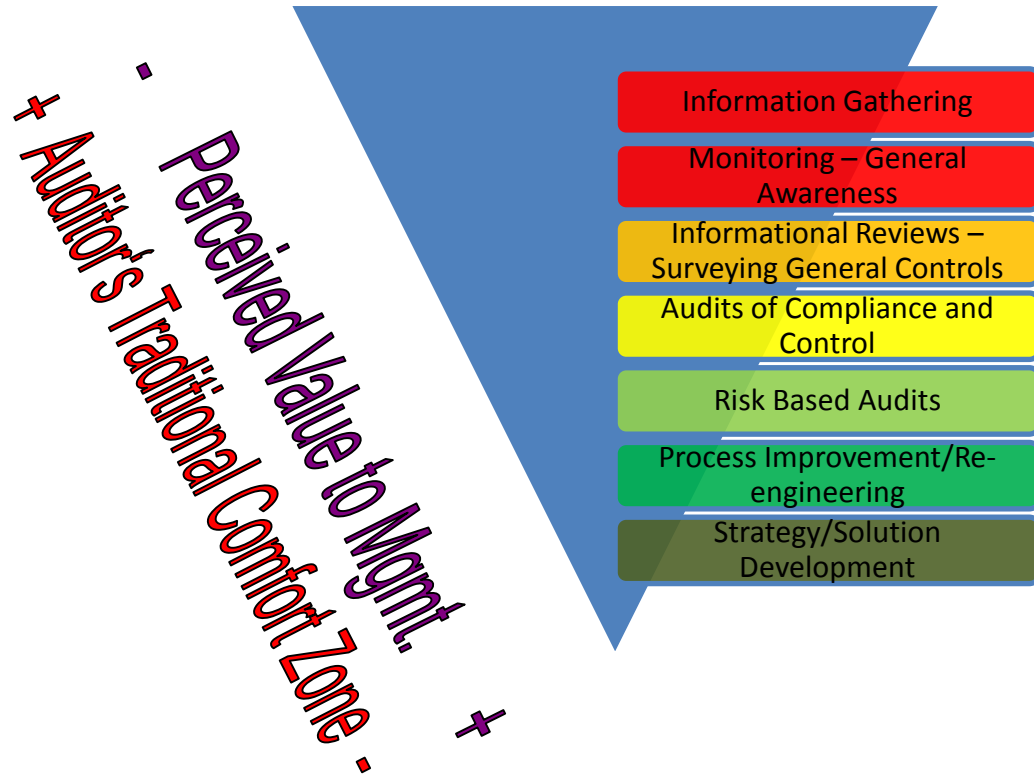 - Perceived Value to Mgmt. +
+ Auditor's Traditional Comfort Zone -
Information Gathering
Monitoring – General
Awareness
Informational Reviews –
Surveying General Controls
Audits of Compliance and
Control
Risk Based Audits
Process Improvement/Re-
engineering
Strategy/Solution
Development